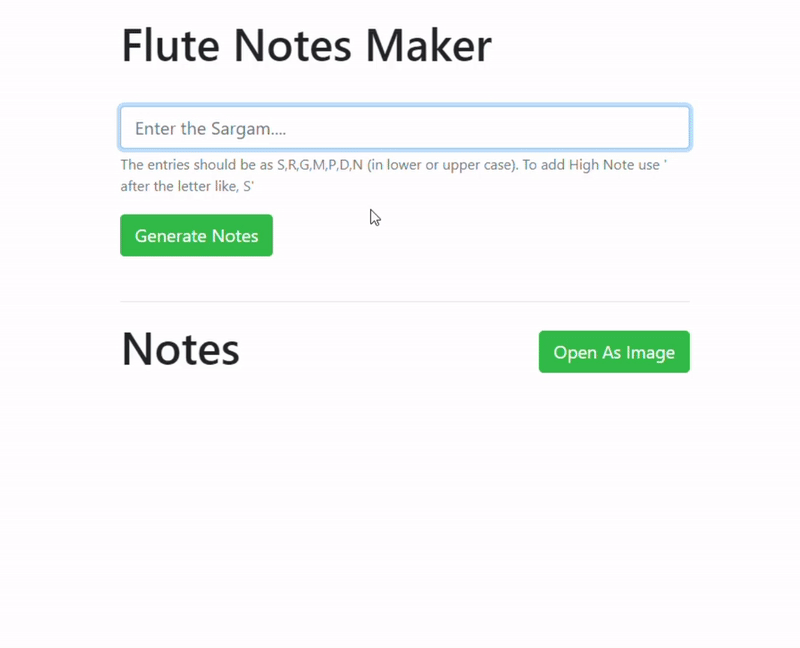 Flute Notes Maker
Enter the Sargam....
The entries should be as S,R,G,M,P,D,N (in lower or upper case). To add High Note use '
after the letter like, S'
Generate Notes
Notes
Open As Image